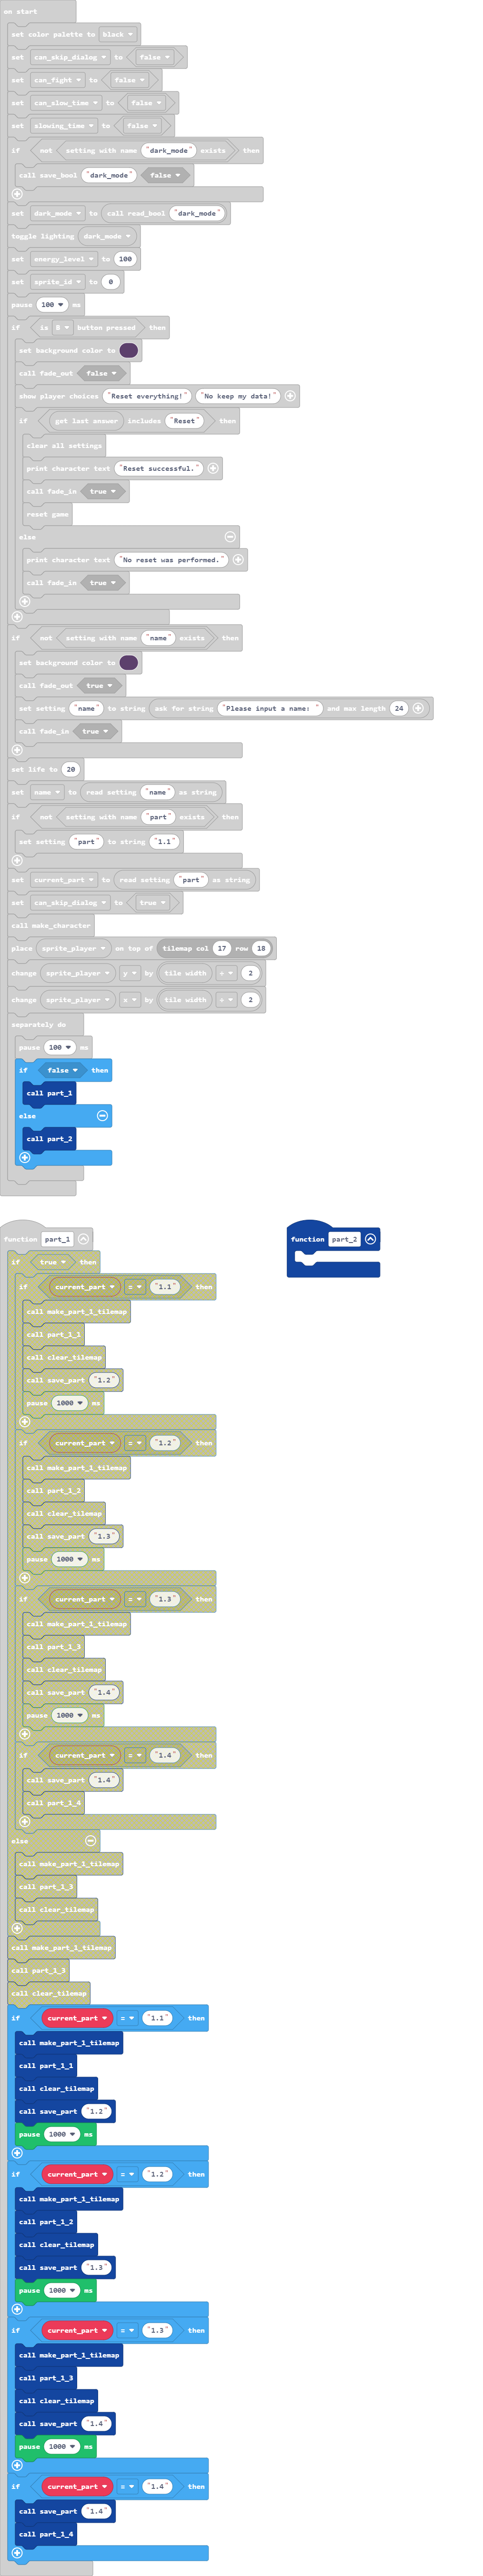 on start
set color palette to black
set can_skip_dialog to false
set can_fight to false
set can_slow_time to false
set slowing_time to false
if not setting with name "dark_mode" exists then
call save_bool "dark_mode" false
set dark_mode to call read_bool "dark_mode"
toggle lighting dark_mode
set energy_level to 100
set sprite_id to 0
pause 100 ms
if is B button pressed then
set background color to
call fade_out false
show player choices "Reset everything!" "No keep my data!"
if get last answer includes "Reset" then
clear all settings
print character text "Reset successful."
call fade_in true
reset game
else
print character text "No reset was performed."
call fade_in true
if not setting with name "name" exists then
set background color to
call fade_out true
set setting "name" to string ask for string "Please input a name: " and max length 24
call fade_in true
set life to 20
set name to read setting "name" as string
if not setting with name "part" exists then
set setting "part" to string "1.1"
set current_part to read setting "part" as string
set can_skip_dialog to true
call make_character
place sprite_player on top of tilemap col 17 row 18
change sprite_player y by tile width ÷ 2
change sprite_player x by tile width ÷ 2
separately do
pause 100 ms
if false then
call part_1
else
call part_2
function part_1
function part_2
if true then
if current_part = "1.1" then
call make_part_1_tilemap
call part_1_1
call clear_tilemap
call save_part "1.2"
pause 1000 ms
if current_part = "1.2" then
call make_part_1_tilemap
call part_1_2
call clear_tilemap
call save_part "1.3"
pause 1000 ms
if current_part = "1.3" then
call make_part_1_tilemap
call part_1_3
call clear_tilemap
call save_part "1.4"
pause 1000 ms
if current_part = "1.4" then
call save_part "1.4"
call part_1_4
else
call make_part_1_tilemap
call part_1_3
call clear_tilemap
call make_part_1_tilemap
call part_1_3
call clear_tilemap
if current_part = "1.1" then
call make_part_1_tilemap
call part_1_1
call clear_tilemap
call save_part "1.2"
pause 1000 ms
if current_part = "1.2" then
call make_part_1_tilemap
call part_1_2
call clear_tilemap
call save_part "1.3"
pause 1000 ms
if current_part = "1.3" then
call make_part_1_tilemap
call part_1_3
call clear_tilemap
call save_part "1.4"
pause 1000 ms
if current_part = "1.4" then
call save_part "1.4"
call part_1_4